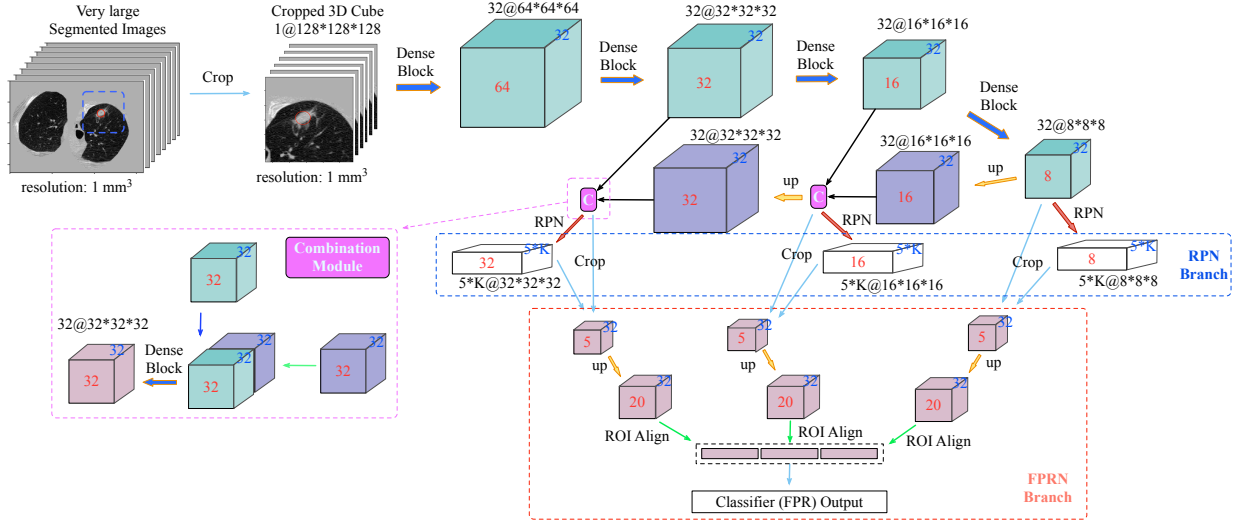 Very large
Segmented Images
resolution: 1 mm³
Crop
Cropped 3D Cube
1@128*128*128
resolution: 1 mm³
Dense
Block
32@64*64*64
32
64
Dense
Block
32@32*32*32
32
32
Dense
Block
32@16*16*16
32
16
Dense
Block
32@8*8*8
32
8
up
32@16*16*16
32
16
C
up
32@32*32*32
32
32
C
RPN
RPN
RPN
5*K
32
5*K@32*32*32
Crop
5*K
16
5*K@16*16*16
Crop
5*K
8
5*K@8*8*8
Crop
RPN
Branch
Combination
Module
32
32
32@32*32*32
32
32
Dense
Block
32
32
32
32
32
32
5
up
32
20
32
5
up
32
20
32
5
up
32
20
ROI Align
ROI Align
ROI Align
Classifier (FPR) Output
FPRN
Branch